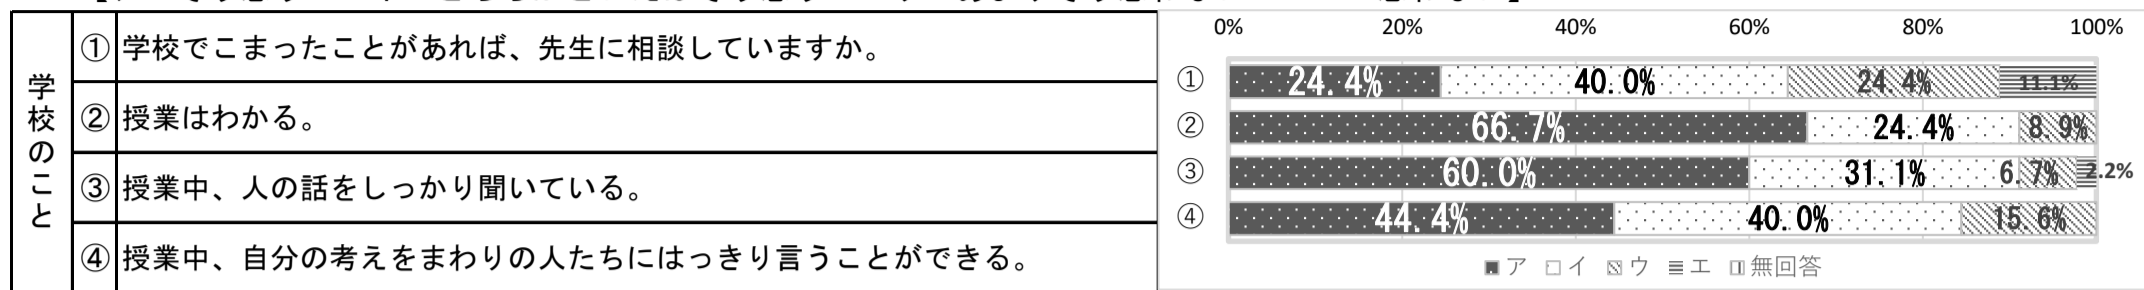 学校のこと
① 学校でこまったことがあれば、先生に相談していますか。
② 授業はわかる。
③ 授業中、人の話をしっかり聞いている。
④ 授業中、自分の考えをまわりの人たちにはっきり言うことができる。
0% 20% 40% 60% 80% 100%
① 24.4% 40.0% 24.4% 11.1%
② 66.7% 24.4% 8.9%
③ 60.0% 31.1% 6.7% 2.2%
④ 44.4% 40.0% 15.6%
ア イ ウ エ 無回答